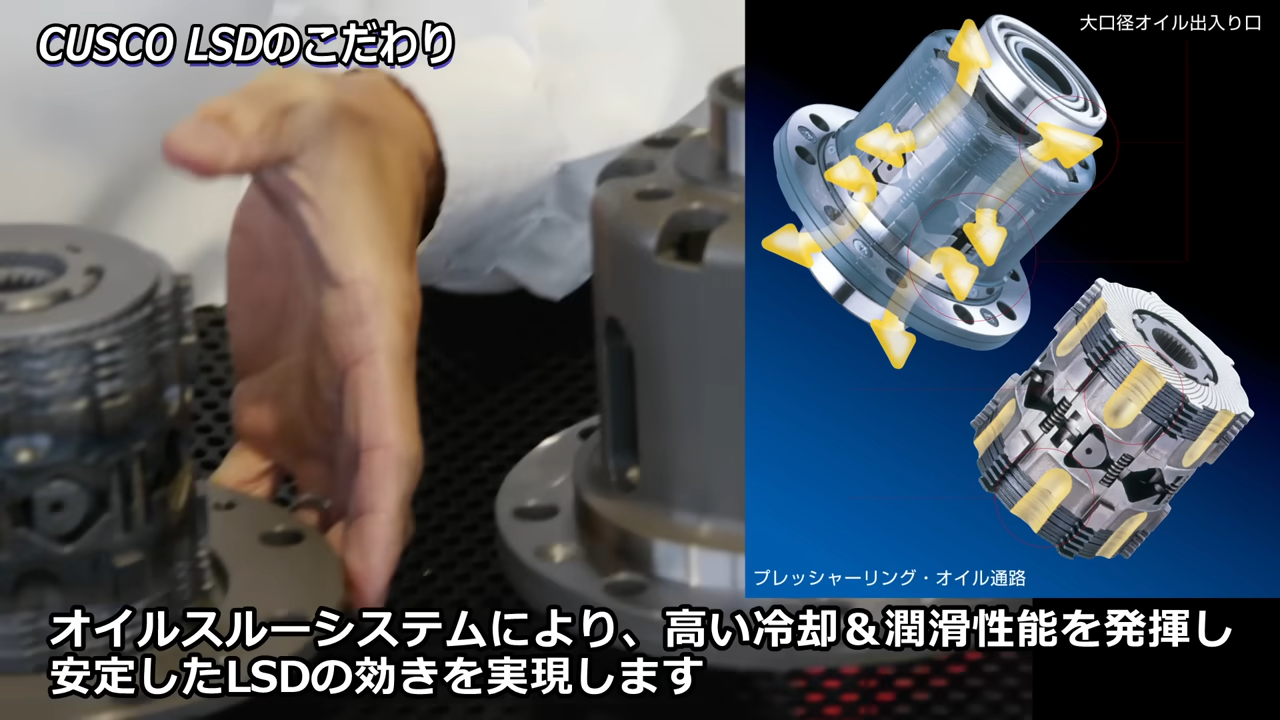 CUSCO LSDのこだわり
大口径オイル出入り口
プレッシャーリング・オイル通路
オイルスルーシステムにより、高い冷却＆潤滑性能を発揮し
安定したLSDの効きを実現します